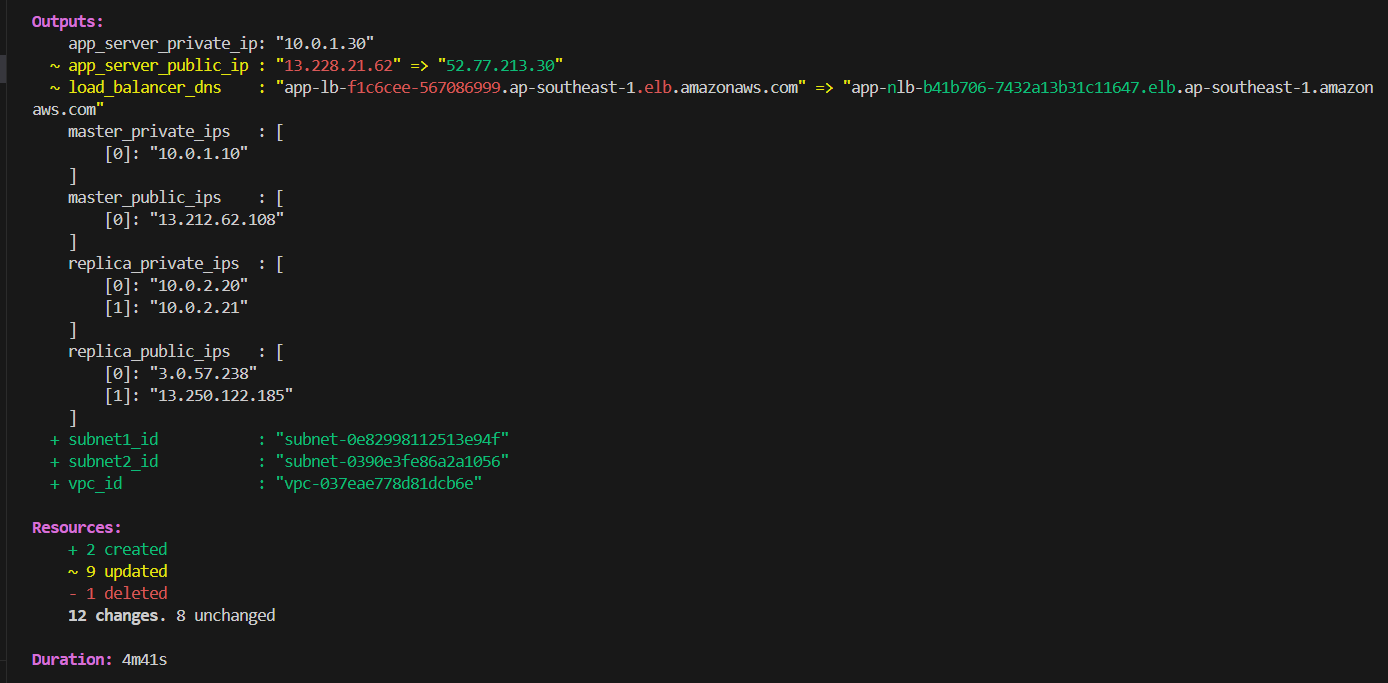 Outputs:
    app_server_private_ip: "10.0.1.30"
  ~ app_server_public_ip : "13.228.21.62" => "52.77.213.30"
  ~ load_balancer_dns    : "app-lb-f1c6cee-567086999.ap-southeast-1.elb.amazonaws.com" => "app-nlb-b41b706-7432a13b31c11647.elb.ap-southeast-1.amazon
aws.com"
    master_private_ips   : [
        [0]: "10.0.1.10"
    ]
    master_public_ips    : [
        [0]: "13.212.62.108"
    ]
    replica_private_ips  : [
        [0]: "10.0.2.20"
        [1]: "10.0.2.21"
    ]
    replica_public_ips   : [
        [0]: "3.0.57.238"
        [1]: "13.250.122.185"
    ]
  + subnet1_id           : "subnet-0e82998112513e94f"
  + subnet2_id           : "subnet-0390e3fe86a2a1056"
  + vpc_id               : "vpc-037eae778d81dcb6e"
Resources:
    + 2 created
    ~ 9 updated
    - 1 deleted
    12 changes. 8 unchanged
Duration: 4m41s